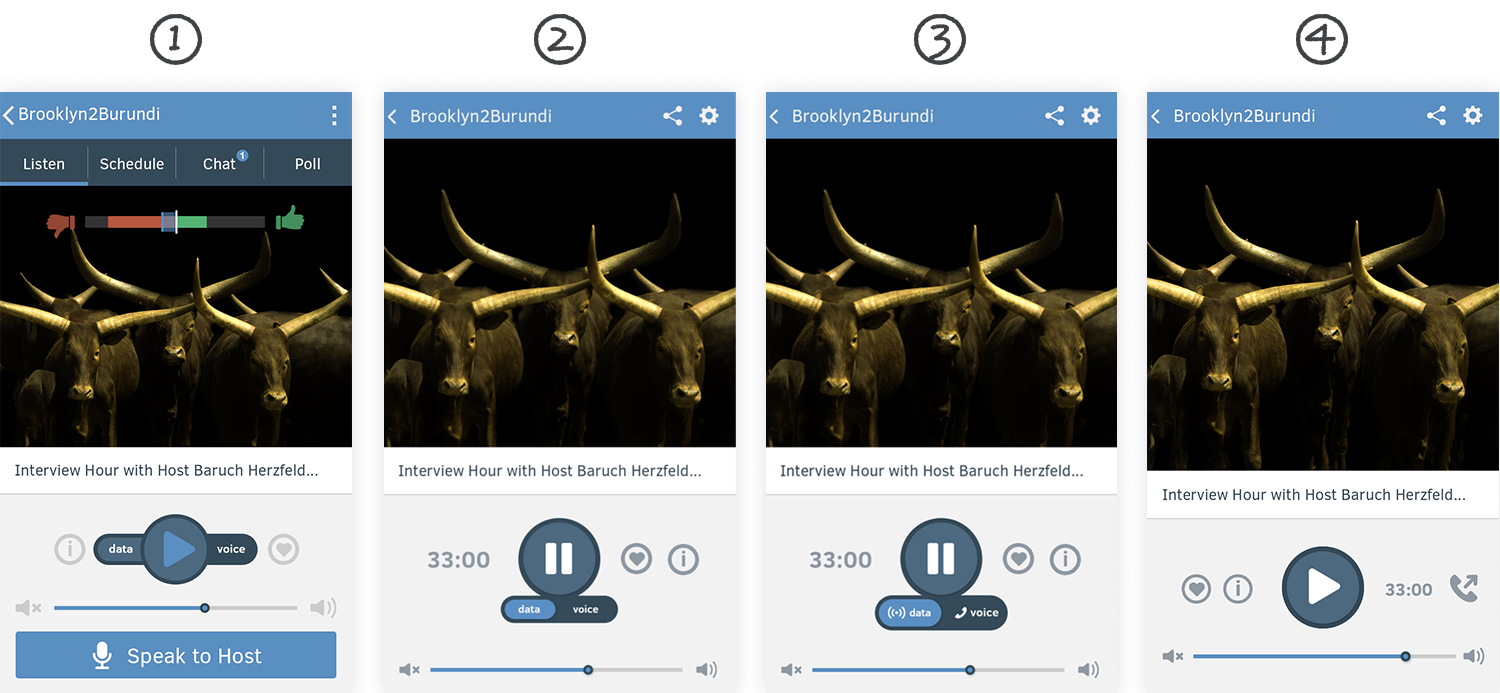 1
Brooklyn2Burundi
Listen Schedule Chat 1 Poll
Interview Hour with Host Baruch Herzfeld...
data voice
Speak to Host
2
Brooklyn2Burundi
Interview Hour with Host Baruch Herzfeld...
33:00
data voice
3
Brooklyn2Burundi
Interview Hour with Host Baruch Herzfeld...
33:00
data voice
4
Brooklyn2Burundi
Interview Hour with Host Baruch Herzfeld...
33:00